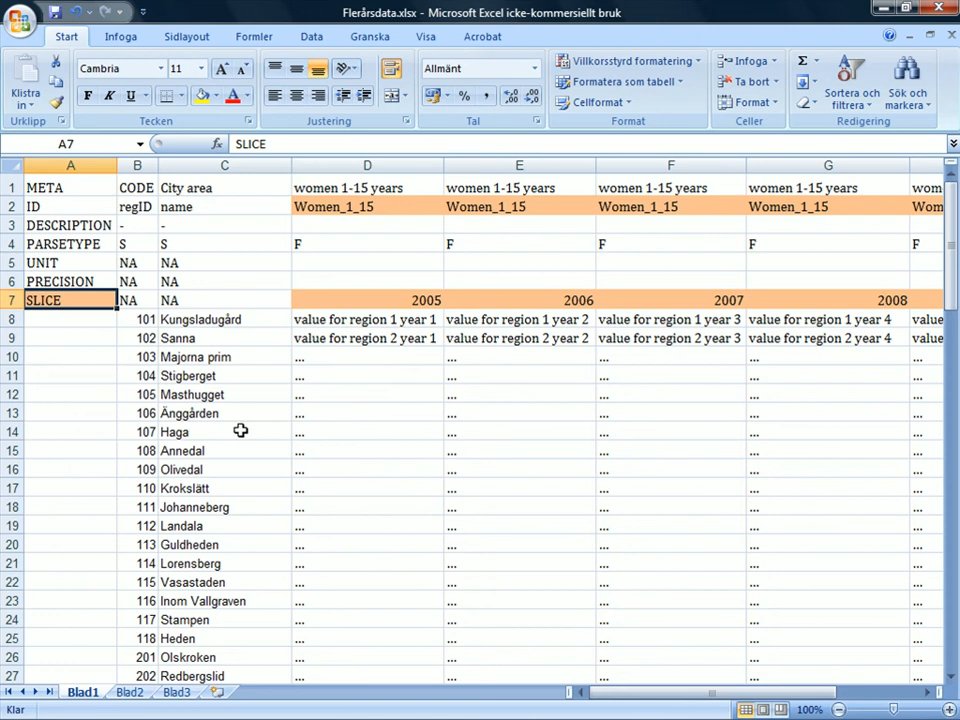 Flerårsdata.xlsx - Microsoft Excel icke-kommersiellt bruk
Start Infoga Sidlayout Formler Data Granska Visa Acrobat
Klistra in
Urklipp
Cambria 11 A A
F K U A
Tecken
Justering
Allmänt
% ,
Tal
Villkorsstyrd formatering
Formatera som tabell
Cellformat
Format
Infoga
Ta bort
Format
Celler
Σ
Sortera och filtrera
Sök och markera
Redigering
A7 fx SLICE
A B C D E F G
1 META CODE City area women 1-15 years women 1-15 years women 1-15 years women 1-15 years wom
2 ID regID name Women_1_15 Women_1_15 Women_1_15 Women_1_15 Wom
3 DESCRIPTION - -
4 PARSETYPE S S F F F F F
5 UNIT NA NA
6 PRECISION NA NA
7 SLICE NA NA 2005 2006 2007 2008
8 101 Kungsladugård value for region 1 year 1 value for region 1 year 2 value for region 1 year 3 value for region 1 year 4 value
9 102 Sanna value for region 2 year 1 value for region 2 year 2 value for region 2 year 3 value for region 2 year 4 value
10 103 Majorna prim ... ... ... ... ...
11 104 Stigberget ... ... ... ... ...
12 105 Masthugget ... ... ... ... ...
13 106 Änggården ... ... ... ... ...
14 107 Haga ... ... ... ... ...
15 108 Annedal ... ... ... ... ...
16 109 Olivedal ... ... ... ... ...
17 110 Krokslätt ... ... ... ... ...
18 111 Johanneberg ... ... ... ... ...
19 112 Landala ... ... ... ... ...
20 113 Guldheden ... ... ... ... ...
21 114 Lorensberg ... ... ... ... ...
22 115 Vasastaden ... ... ... ... ...
23 116 Inom Vallgraven ... ... ... ... ...
24 117 Stampen ... ... ... ... ...
25 118 Heden ... ... ... ... ...
26 201 Olskroken ... ... ... ... ...
27 202 Redbergslid ... ... ... ... ...
Blad1 Blad2 Blad3
Klar 100%